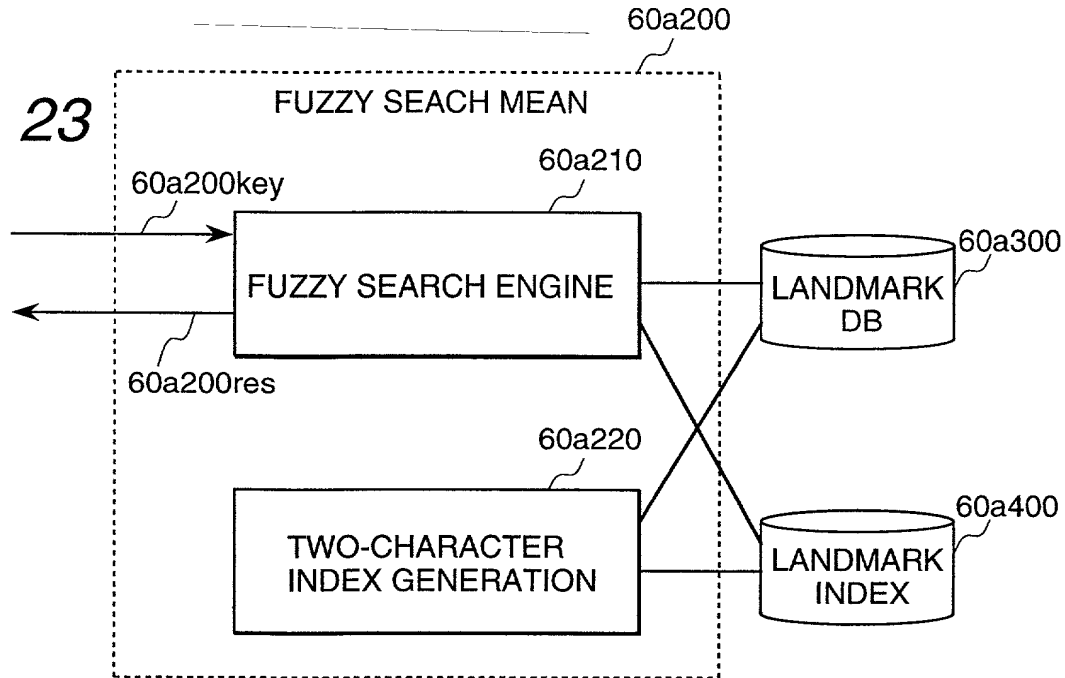 60a200
FUZZY SEACH MEAN
23
60a210
60a200key
60a300
FUZZY SEARCH ENGINE
LANDMARK
DB
60a200res
60a220
60a400
TWO-CHARACTER
INDEX GENERATION
LANDMARK
INDEX